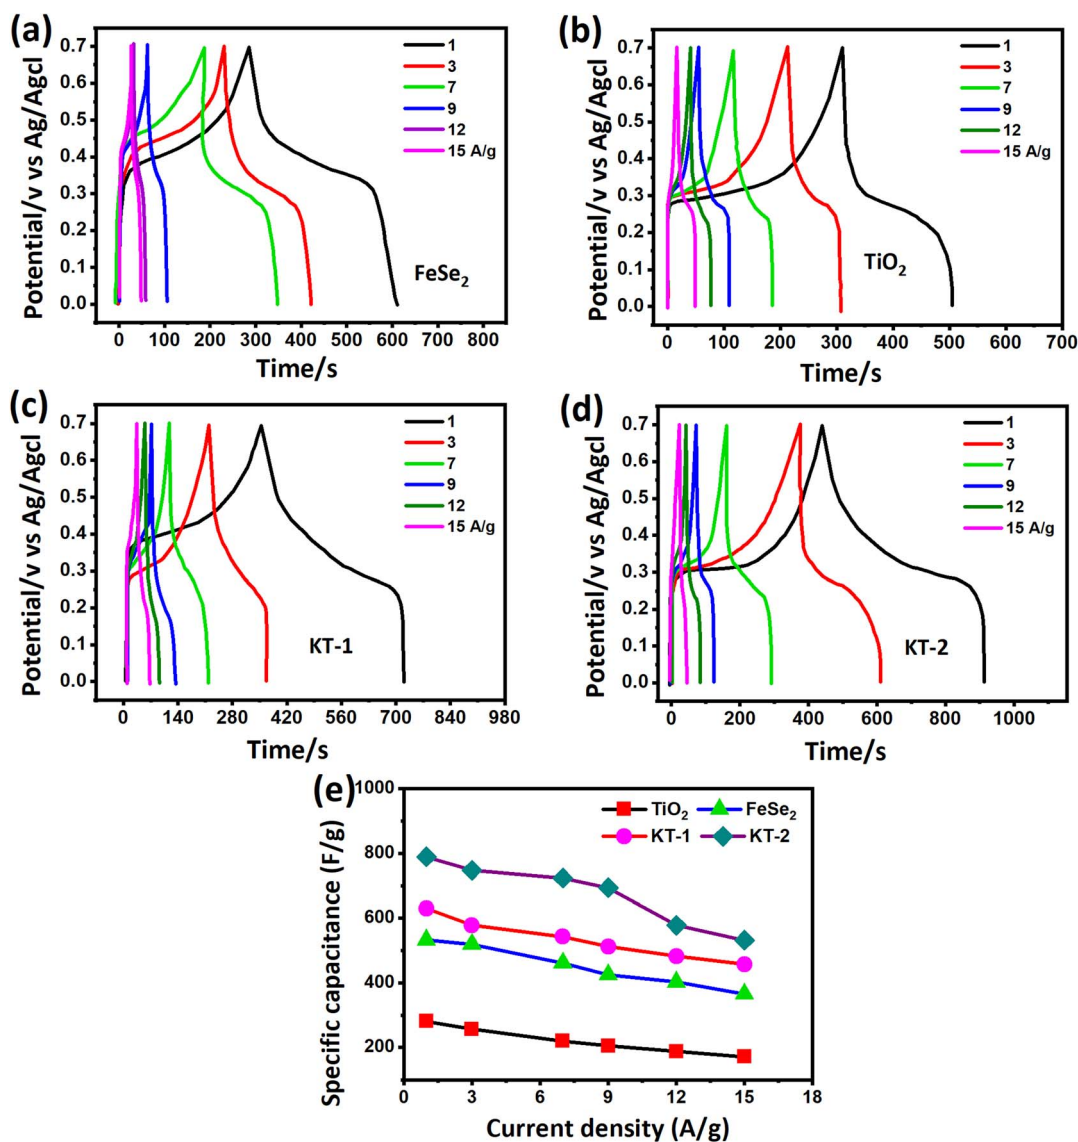 (a)
0.7
0.6
0.5
0.4
0.3
0.2
0.1
0.0
Potential/v vs Ag/Agcl
1
3
7
9
12
15 A/g
FeSe2
0 100 200 300 400 500 600 700 800
Time/s
(b)
0.7
0.6
0.5
0.4
0.3
0.2
0.1
0.0
Potential/v vs Ag/Agcl
1
3
7
9
12
15 A/g
TiO2
0 100 200 300 400 500 600 700
Time/s
(c)
0.7
0.6
0.5
0.4
0.3
0.2
0.1
0.0
Potential/v vs Ag/Agcl
1
3
7
9
12
15 A/g
KT-1
0 140 280 420 560 700 840 980
Time/s
(d)
0.7
0.6
0.5
0.4
0.3
0.2
0.1
0.0
Potential/v vs Ag/Agcl
1
3
7
9
12
15 A/g
KT-2
0 200 400 600 800 1000
Time/s
(e)
1000
800
600
400
200
Specific capacitance (F/g)
TiO2 FeSe2
KT-1 KT-2
0 3 6 9 12 15 18
Current density (A/g)